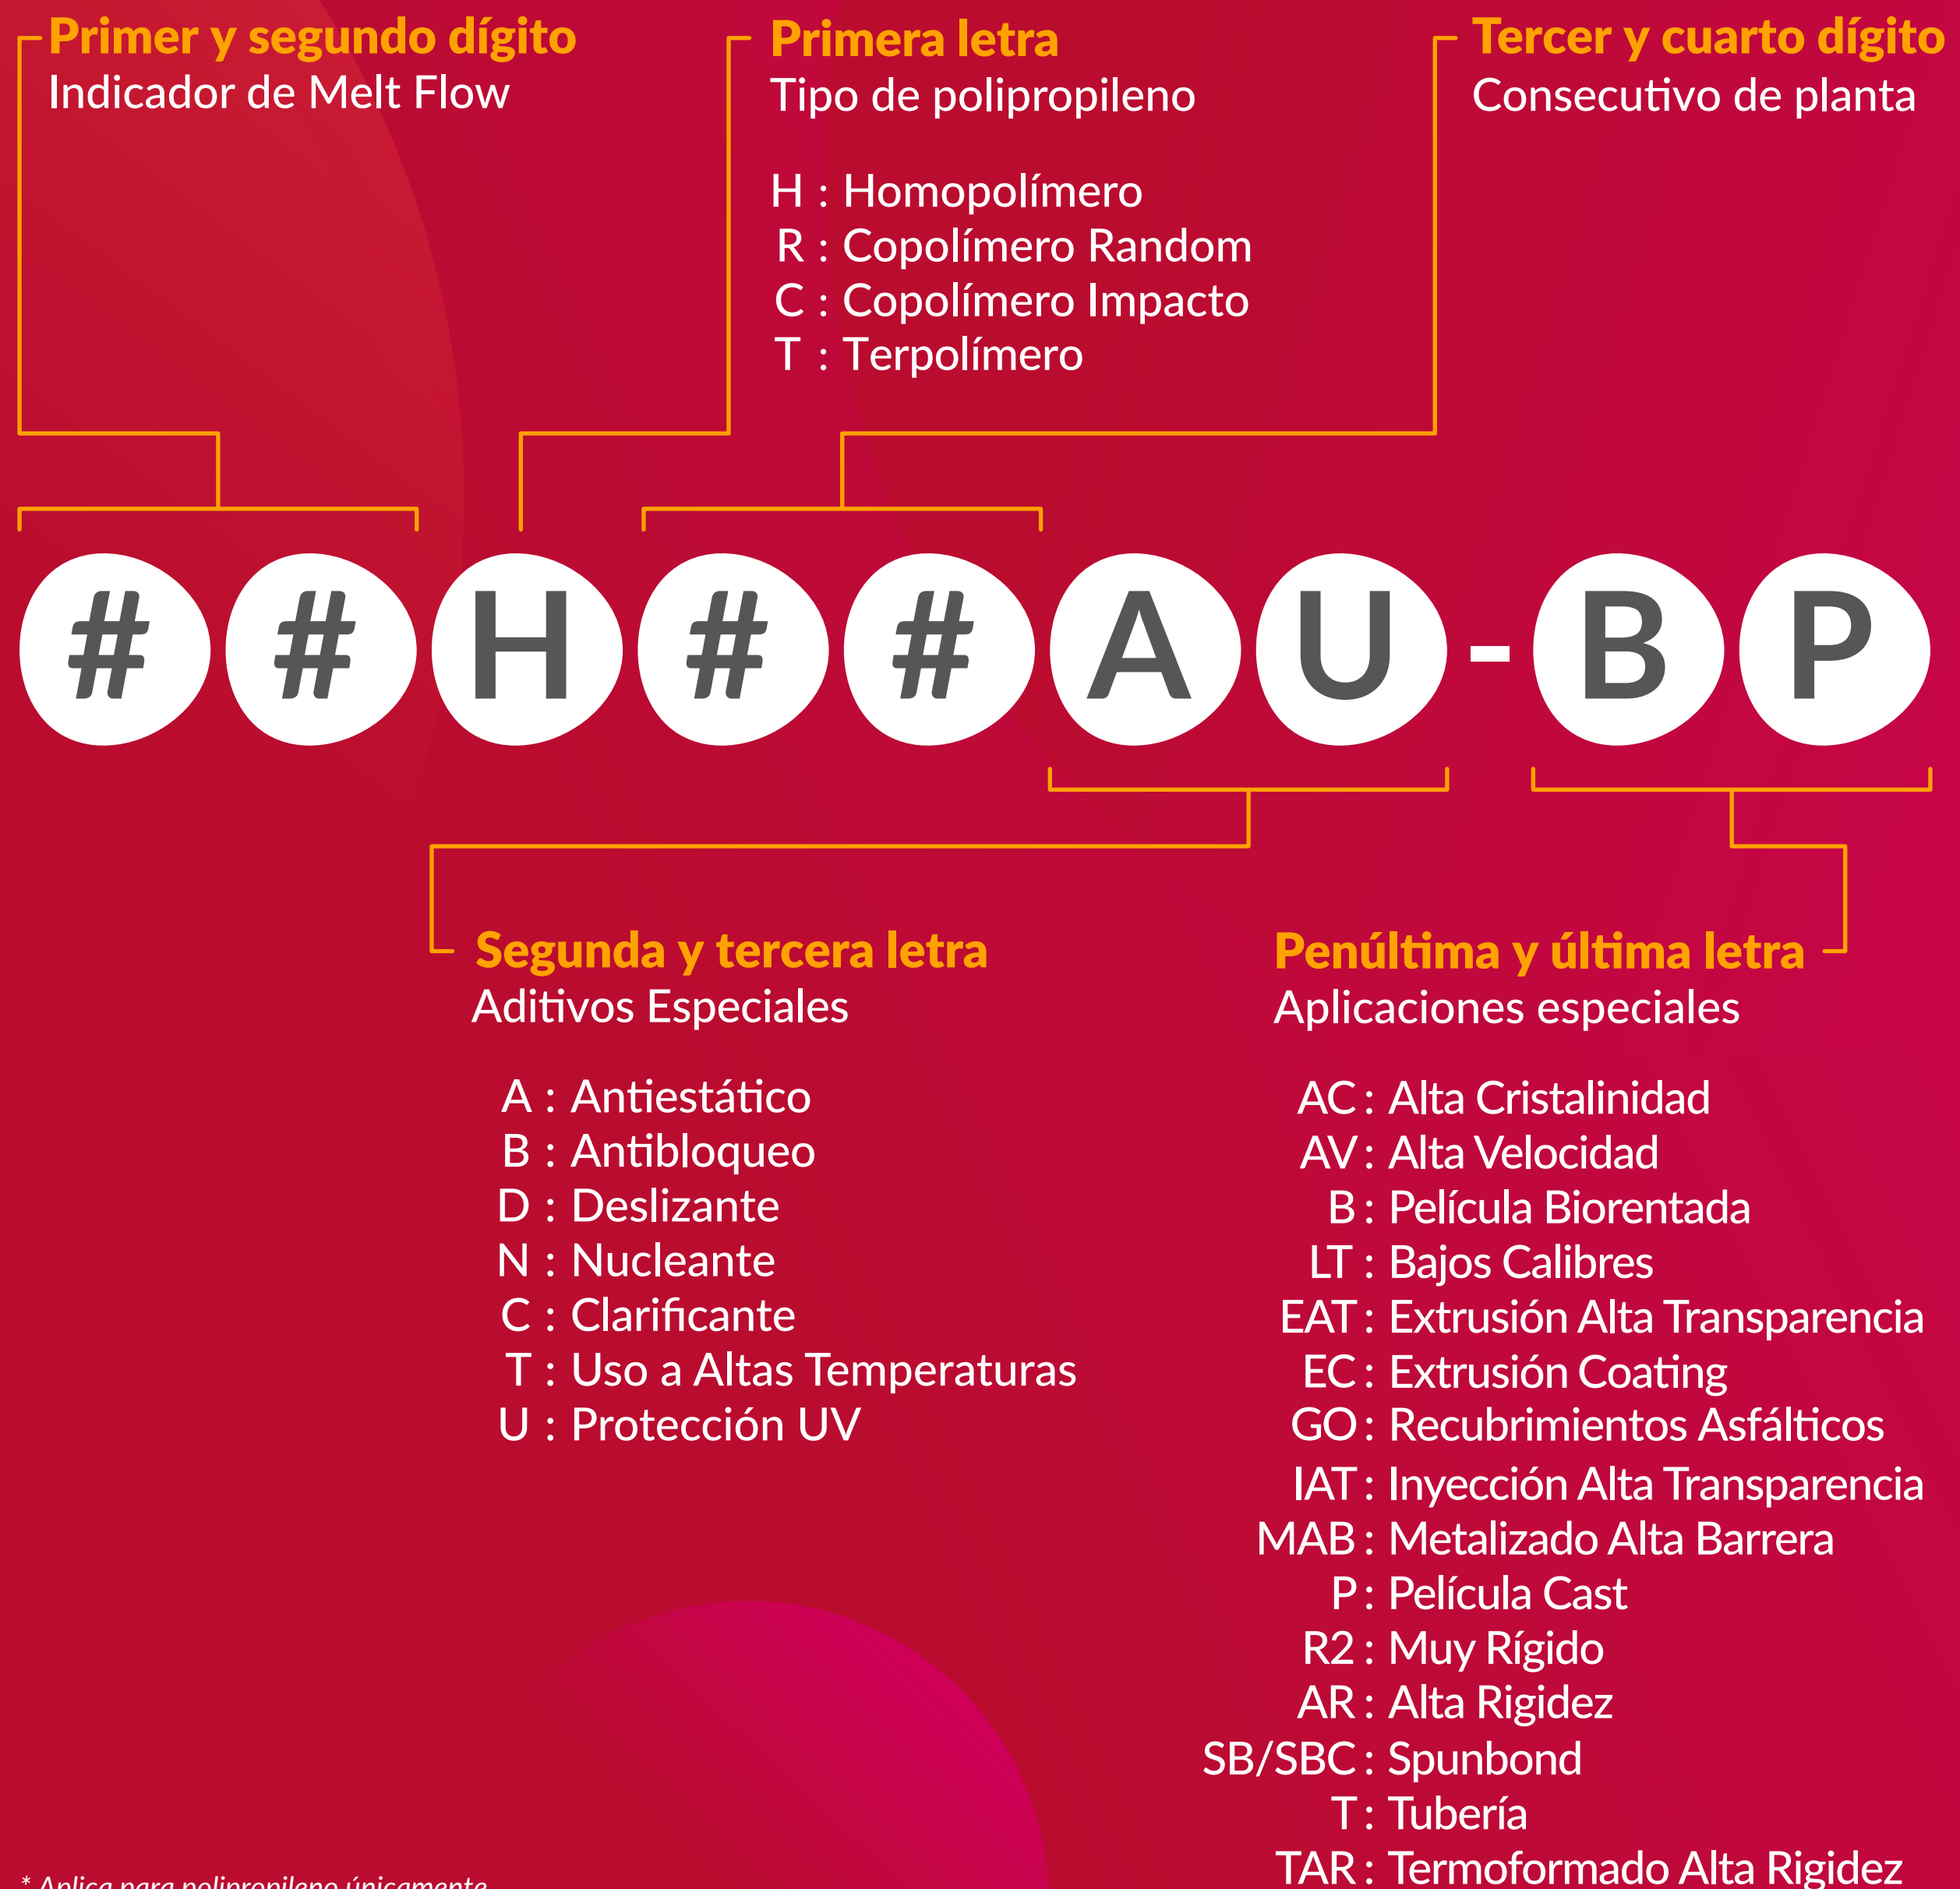 Primer y segundo dígito
Indicador de Melt Flow
Primera letra
Tipo de polipropileno
H : Homopolímero
R : Copolímero Random
C : Copolímero Impacto
T : Terpolímero
Tercer y cuarto dígito
Consecutivo de planta
# # H # # A U - B P
Segunda y tercera letra
Aditivos Especiales
A : Antiestático
B : Antibloqueo
D : Deslizante
N : Nucleante
C : Clarificante
T : Uso a Altas Temperaturas
U : Protección UV
Penúltima y última letra
Aplicaciones especiales
AC : Alta Cristalinidad
AV : Alta Velocidad
B : Película Biorentada
LT : Bajos Calibres
EAT : Extrusión Alta Transparencia
EC : Extrusión Coating
GO : Recubrimientos Asfálticos
IAT : Inyección Alta Transparencia
MAB : Metalizado Alta Barrera
P : Película Cast
R2 : Muy Rígido
AR : Alta Rigidez
SB/SBC : Spunbond
T : Tubería
TAR : Termoformado Alta Rigidez
* Aplica para polipropileno únicamente